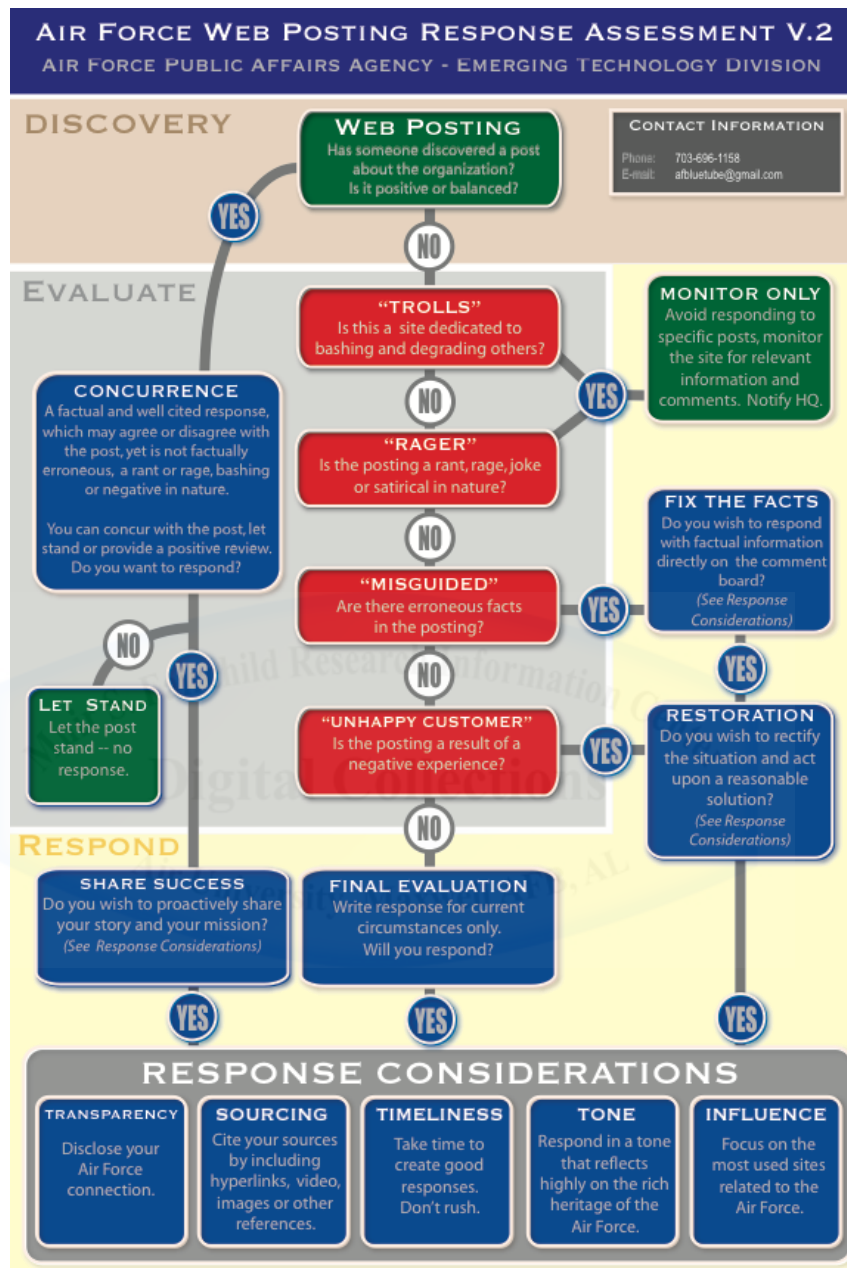 AIR FORCE WEB POSTING RESPONSE ASSESSMENT V.2
AIR FORCE PUBLIC AFFAIRS AGENCY - EMERGING TECHNOLOGY DIVISION
DISCOVERY
WEB POSTING
Has someone discovered a post
about the organization?
Is it positive or balanced?
CONTACT INFORMATION
Phone: 703-696-1158
E-mail: afbluetube@gmail.com
YES
NO
EVALUATE
"TROLLS"
Is this a site dedicated to
bashing and degrading others?
NO
YES
MONITOR ONLY
Avoid responding to
specific posts, monitor
the site for relevant
information and
comments. Notify HQ.
CONCURRENCE
A factual and well cited response,
which may agree or disagree with
the post, yet is not factually
erroneous, a rant or rage, bashing
or negative in nature.
You can concur with the post, let
stand or provide a positive review.
Do you want to respond?
"RAGER"
Is the posting a rant, rage, joke
or satirical in nature?
NO
"MISGUIDED"
Are there erroneous facts
in the posting?
YES
FIX THE FACTS
Do you wish to respond
with factual information
directly on the comment
board?
(See Response
Considerations)
NO
YES
NO
YES
LET STAND
Let the post
stand -- no
response.
"UNHAPPY CUSTOMER"
Is the posting a result of a
negative experience?
YES
RESTORATION
Do you wish to rectify
the situation and act
upon a reasonable
solution?
(See Response
Considerations)
NO
RESPOND
SHARE SUCCESS
Do you wish to proactively share
your story and your mission?
(See Response Considerations)
FINAL EVALUATION
Write response for current
circumstances only.
Will you respond?
YES
YES
YES
RESPONSE CONSIDERATIONS
TRANSPARENCY
Disclose your
Air Force
connection.
SOURCING
Cite your sources
by including
hyperlinks, video,
images or other
references.
TIMELINESS
Take time to
create good
responses.
Don't rush.
TONE
Respond in a tone
that reflects
highly on the rich
heritage of the
Air Force.
INFLUENCE
Focus on the
most used sites
related to the
Air Force.
Digital Collections